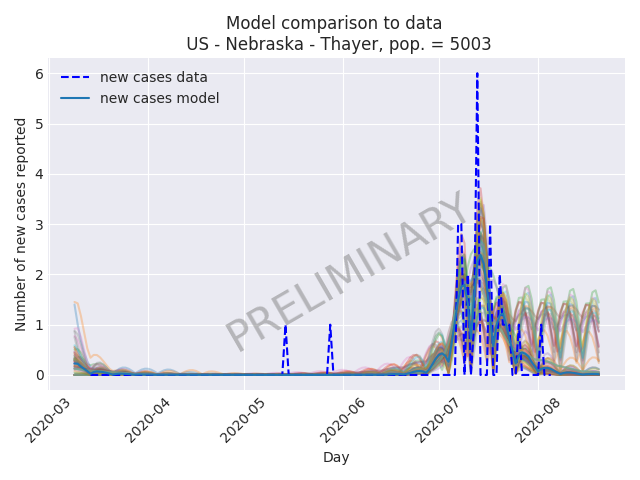 Model comparison to data
US - Nebraska - Thayer, pop. = 5003
new cases data
new cases model
Number of new cases reported
6
5
4
3
2
1
0
PRELIMINARY
2020-03
2020-04
2020-05
2020-06
2020-07
2020-08
Day